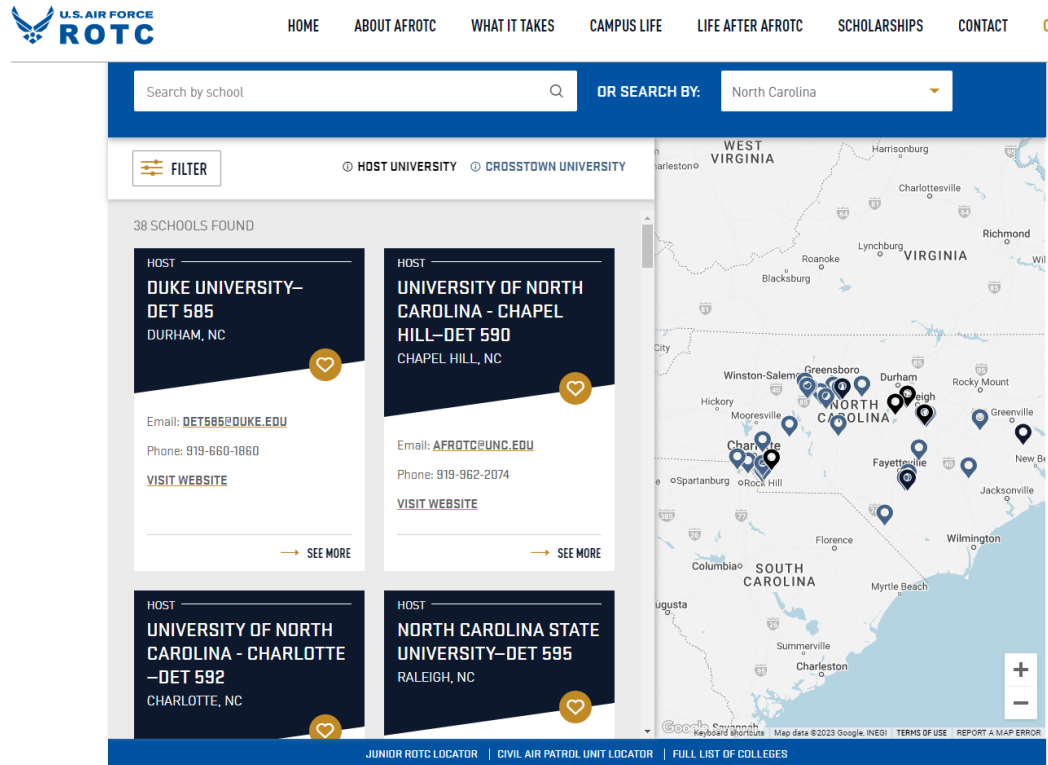 U.S. AIR FORCE
ROTC
HOME
ABOUT AFROTC
WHAT IT TAKES
CAMPUS LIFE
LIFE AFTER AFROTC
SCHOLARSHIPS
CONTACT
Search by school
OR SEARCH BY:
North Carolina
FILTER
HOST UNIVERSITY
CROSSTOWN UNIVERSITY
38 SCHOOLS FOUND
HOST
DUKE UNIVERSITY–
DET 585
DURHAM, NC
Email: DET585@DUKE.EDU
Phone: 919-660-1860
VISIT WEBSITE
SEE MORE
HOST
UNIVERSITY OF NORTH
CAROLINA - CHAPEL
HILL–DET 590
CHAPEL HILL, NC
Email: AFROTC@UNC.EDU
Phone: 919-962-2074
VISIT WEBSITE
SEE MORE
HOST
UNIVERSITY OF NORTH
CAROLINA - CHARLOTTE
–DET 592
CHARLOTTE, NC
HOST
NORTH CAROLINA STATE
UNIVERSITY–DET 595
RALEIGH, NC
WEST
VIRGINIA
Harrisonburg
Charlottesville
Richmond
Lynchburg
VIRGINIA
Roanoke
Blacksburg
City
Winston-Salem
Greensboro
Durham
Rocky Mount
Hickory
NORTH
CAROLINA
Greenville
Mooresville
Charlotte
Fayetteville
Spartanburg
Rock Hill
Jacksonville
Florence
Wilmington
Columbia
SOUTH
CAROLINA
Myrtle Beach
Summerville
Charleston
Savannah
Google
Keyboard shortcuts
Map data ©2023 Google, INEGI
TERMS OF USE
REPORT A MAP ERROR
JUNIOR ROTC LOCATOR | CIVIL AIR PATROL UNIT LOCATOR | FULL LIST OF COLLEGES